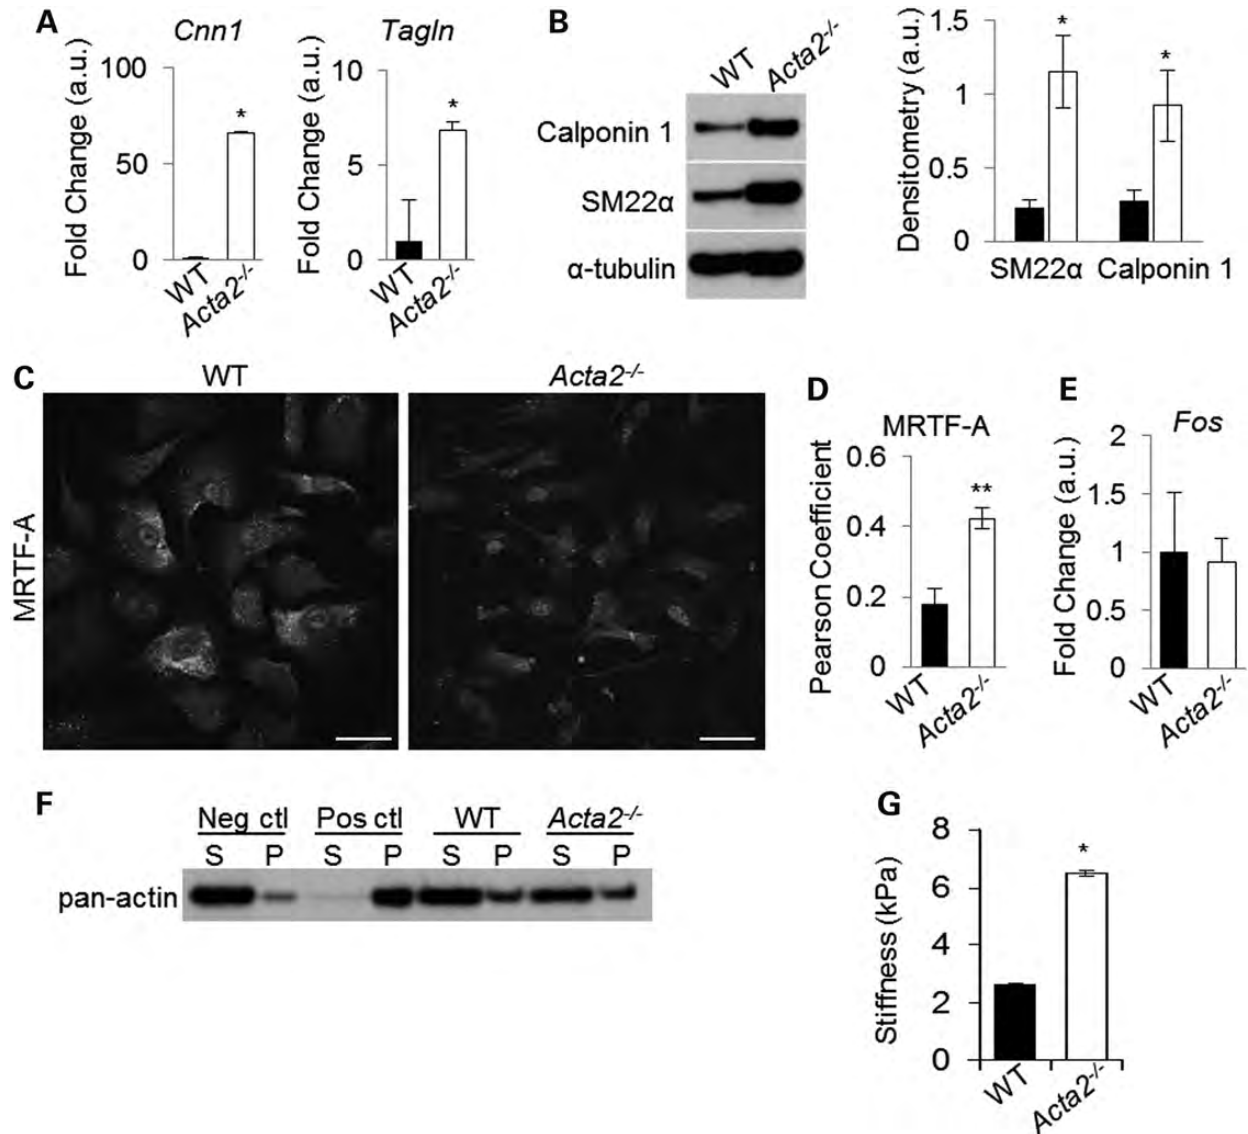 A
Cnn1
Fold Change (a.u.)
100
50
0
WT
Acta2-/-
*
Tagln
Fold Change (a.u.)
10
5
0
WT
Acta2-/-
*
B
WT
Acta2-/-
Calponin 1
SM22α
α-tubulin
Densitometry (a.u.)
1.5
1
0.5
0
*
*
SM22α Calponin 1
C
WT
Acta2-/-
MRTF-A
D
MRTF-A
Pearson Coefficient
0.6
0.4
0.2
0
**
WT
Acta2-/-
E
Fos
Fold Change (a.u.)
2
1.5
1
0.5
0
WT
Acta2-/-
F
Neg ctl Pos ctl WT Acta2-/-
S P S P S P S P
pan-actin
G
Stiffness (kPa)
8
6
4
2
0
*
WT
Acta2-/-